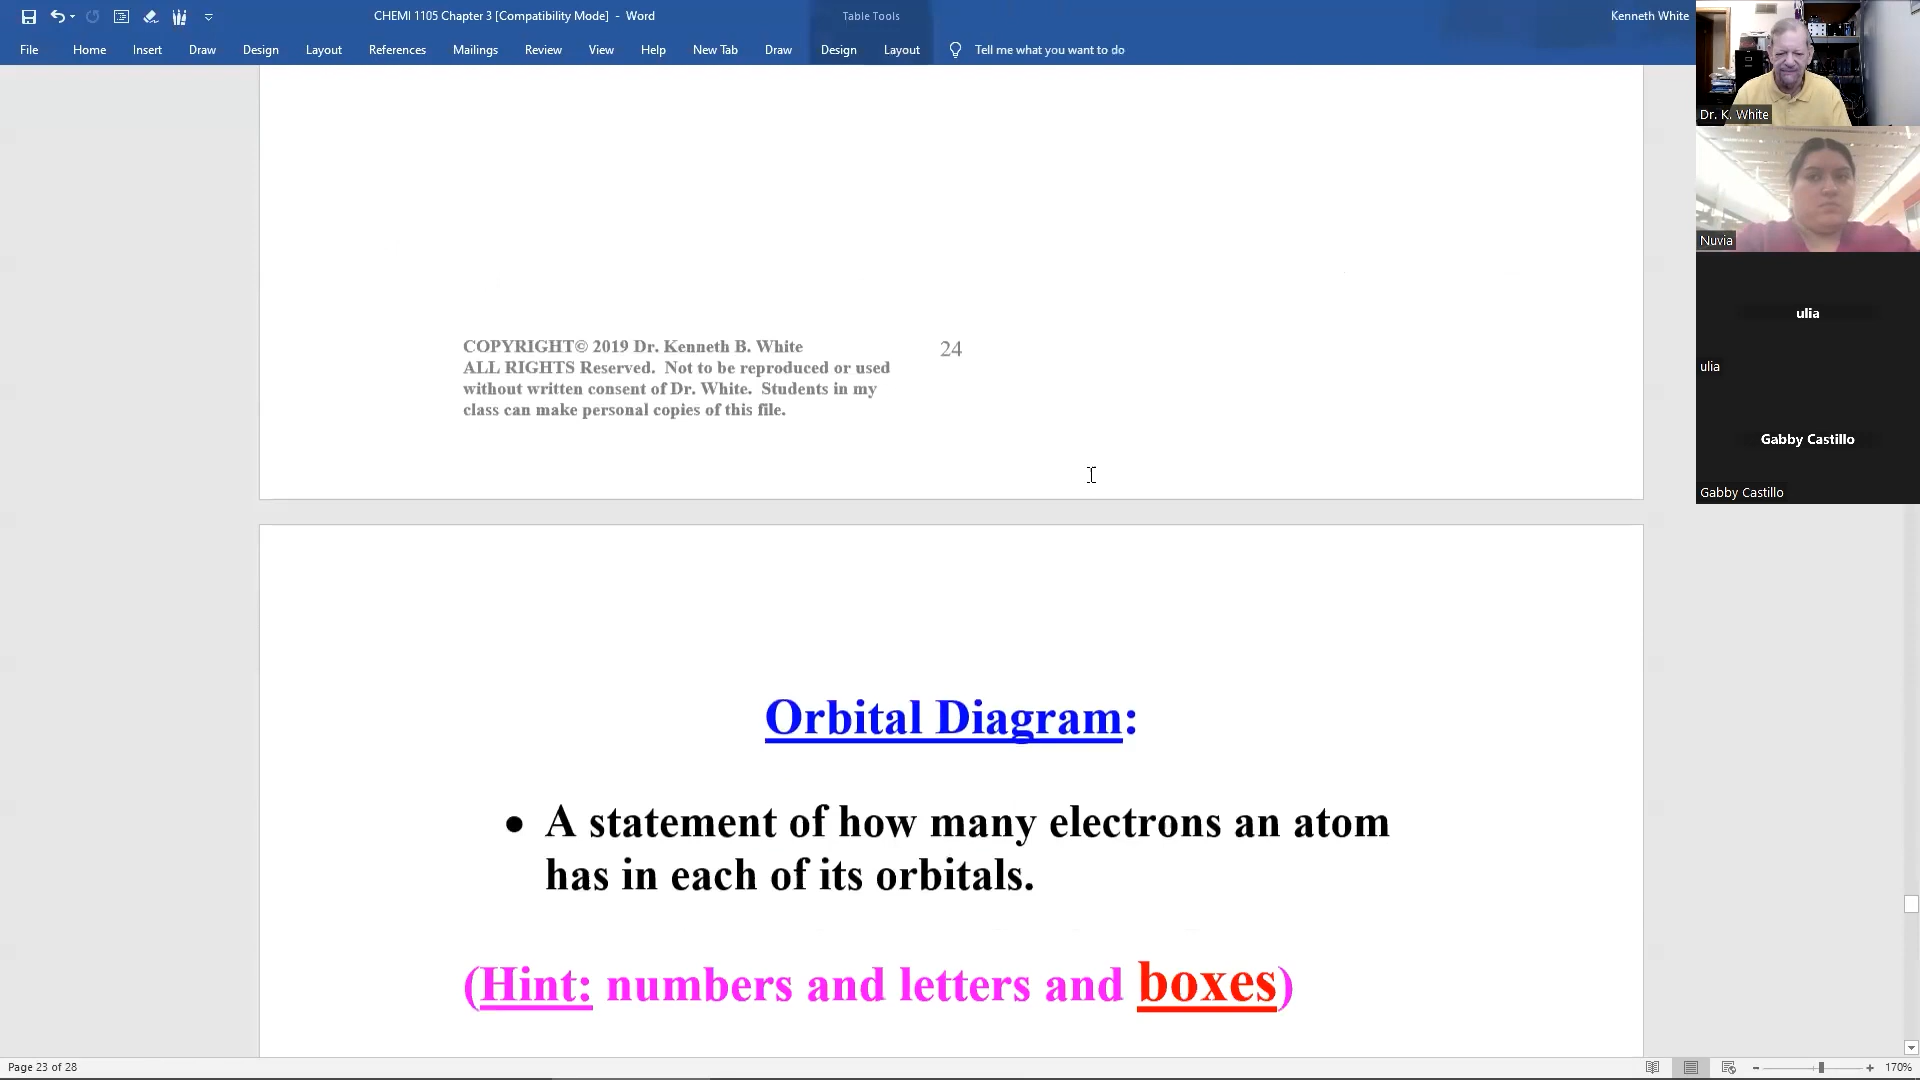 CHEMI 1105 Chapter 3 [Compatibility Mode] - Word
Table Tools
Kenneth White
File Home Insert Draw Design Layout References Mailings Review View Help New Tab Draw Design Layout Tell me what you want to do
Dr. K. White
Nuvia
ulia
ulia
Gabby Castillo
Gabby Castillo
COPYRIGHT© 2019 Dr. Kenneth B. White
24
ALL RIGHTS Reserved. Not to be reproduced or used
without written consent of Dr. White. Students in my
class can make personal copies of this file.
Orbital Diagram:
• A statement of how many electrons an atom
has in each of its orbitals.
(Hint: numbers and letters and boxes)
Page 23 of 28
170%